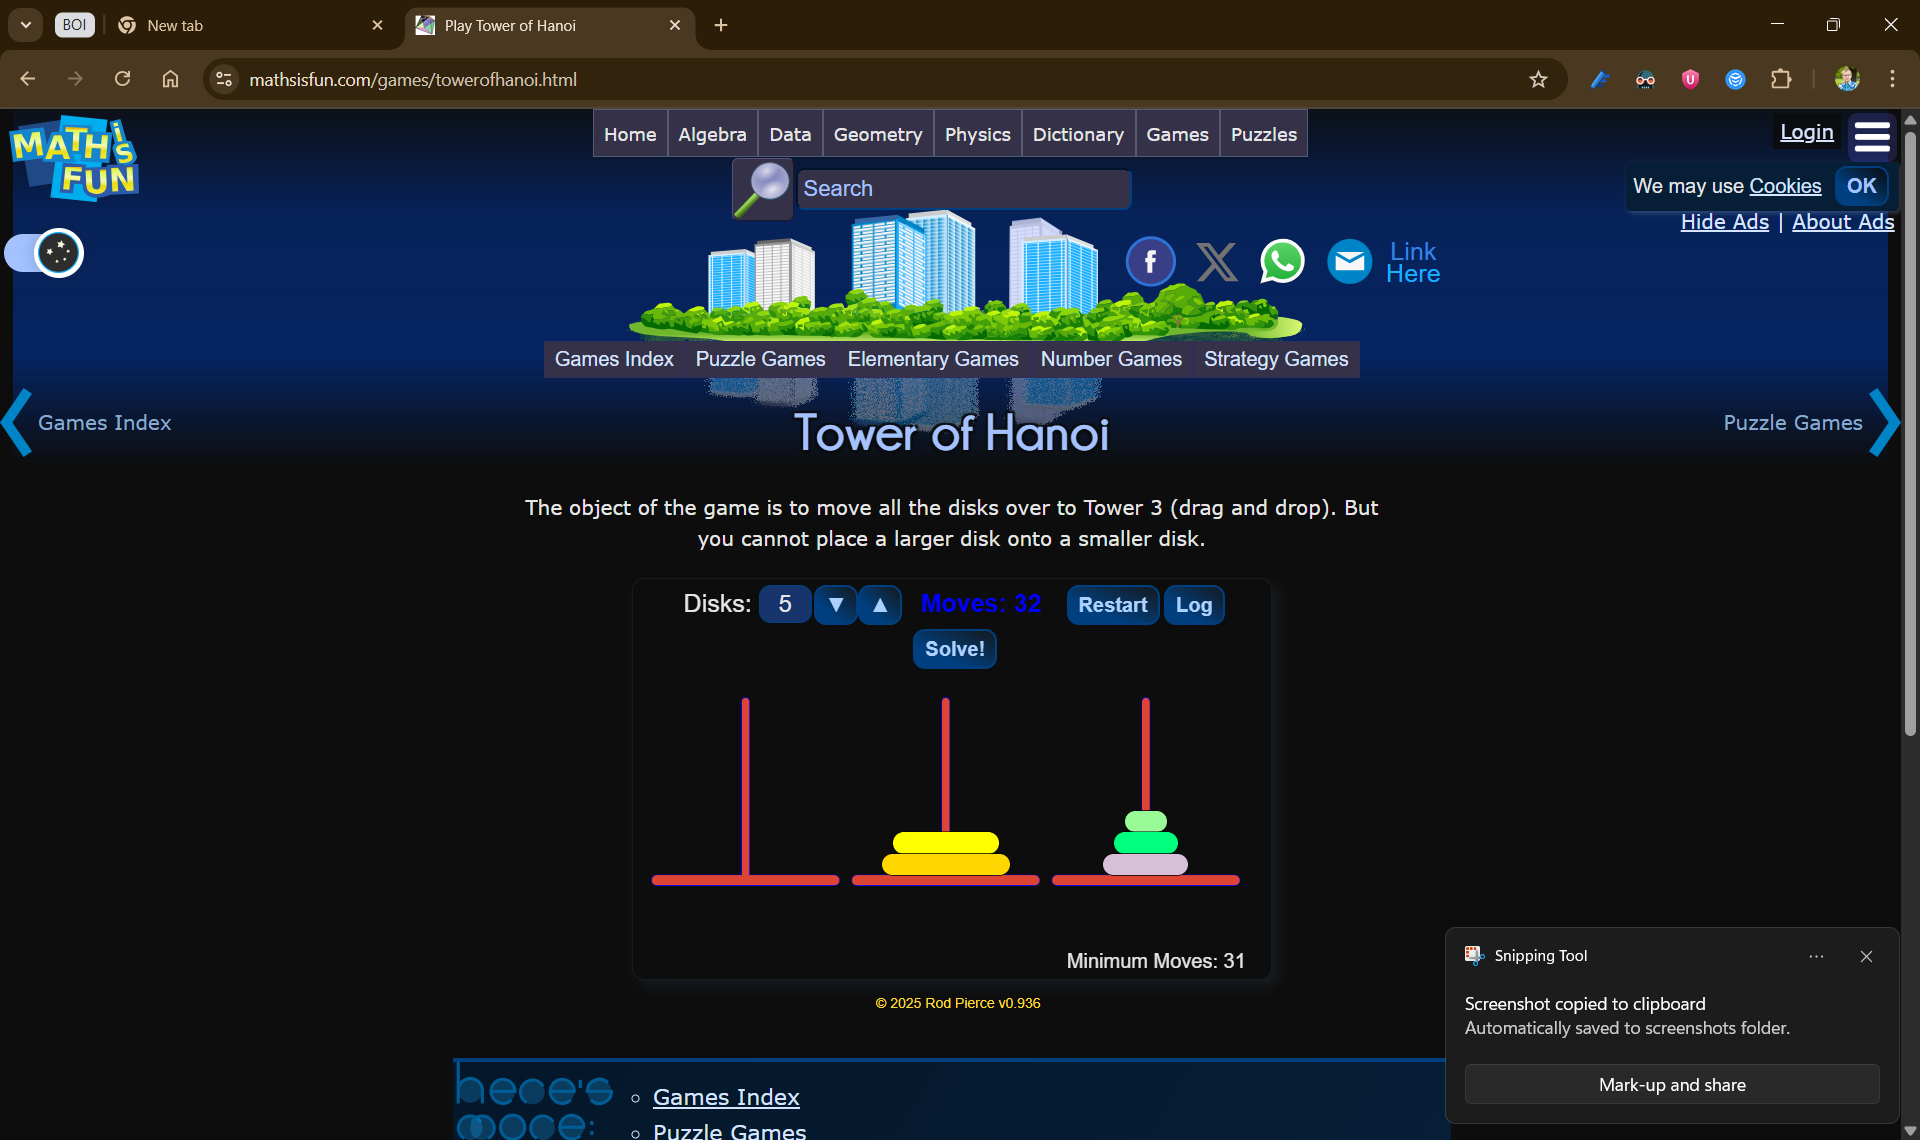 BOI
New tab
Play Tower of Hanoi
mathsisfun.com/games/towerofhanoi.html
MATH iS FUN
Home Algebra Data Geometry Physics Dictionary Games Puzzles
Login
Search
We may use Cookies OK
Hide Ads | About Ads
Link
Here
Games Index Puzzle Games Elementary Games Number Games Strategy Games
Games Index
Puzzle Games
Tower of Hanoi
The object of the game is to move all the disks over to Tower 3 (drag and drop). But
you cannot place a larger disk onto a smaller disk.
Disks: 5 ▼ ▲ Moves: 32 Restart Log
Solve!
Minimum Moves: 31
© 2025 Rod Pierce v0.936
Snipping Tool
Screenshot copied to clipboard
Automatically saved to screenshots folder.
Mark-up and share
here's
more:
Games Index
Puzzle Games